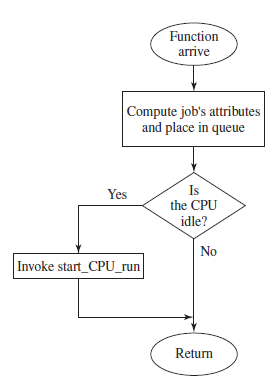 Function
arrive
Compute job's attributes
and place in queue
Is
the CPU
idle?
Yes
No
Invoke start_CPU_run
Return